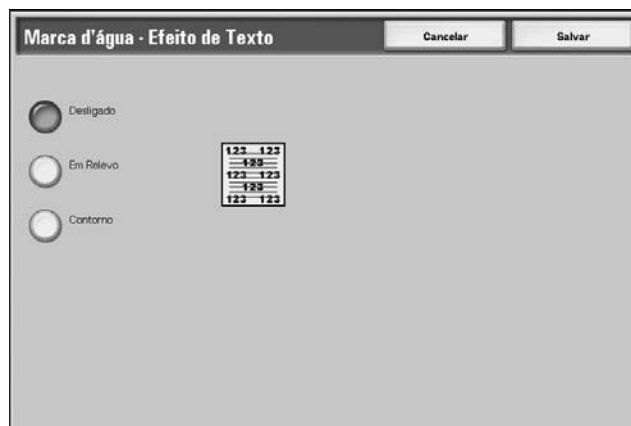 Marca d'água - Efeito de Texto
Cancelar
Salvar
Desligado
Em Relevo
Contorno
123 123
123
123 123
123
123 123